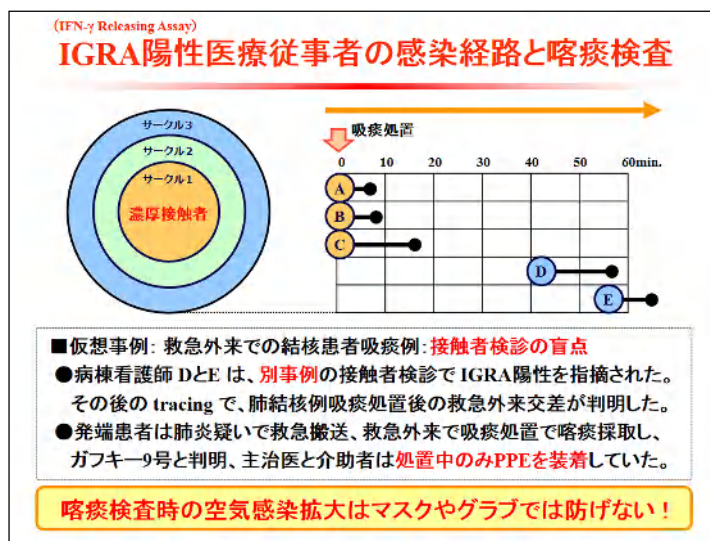 (IFN-γ Releasing Assay)
IGRA陽性医療従事者の感染経路と喀痰検査
サークル3
サークル2
サークル1
濃厚接触者
吸痰処置
0 10 20 30 40 50 60min.
A
B
C
D
E
■仮想事例: 救急外来での結核患者吸痰例: 接触者検診の盲点
●病棟看護師 DとE は、別事例の接触者検診で IGRA陽性を指摘された。
その後の tracing で、肺結核例吸痰処置後の救急外来交差が判明した。
●発端患者は肺炎疑いで救急搬送、救急外来で吸痰処置で喀痰採取し、
ガフキー9号と判明、主治医と介助者は処置中のみPPEを装着していた。
喀痰検査時の空気感染拡大はマスクやグラブでは防げない！